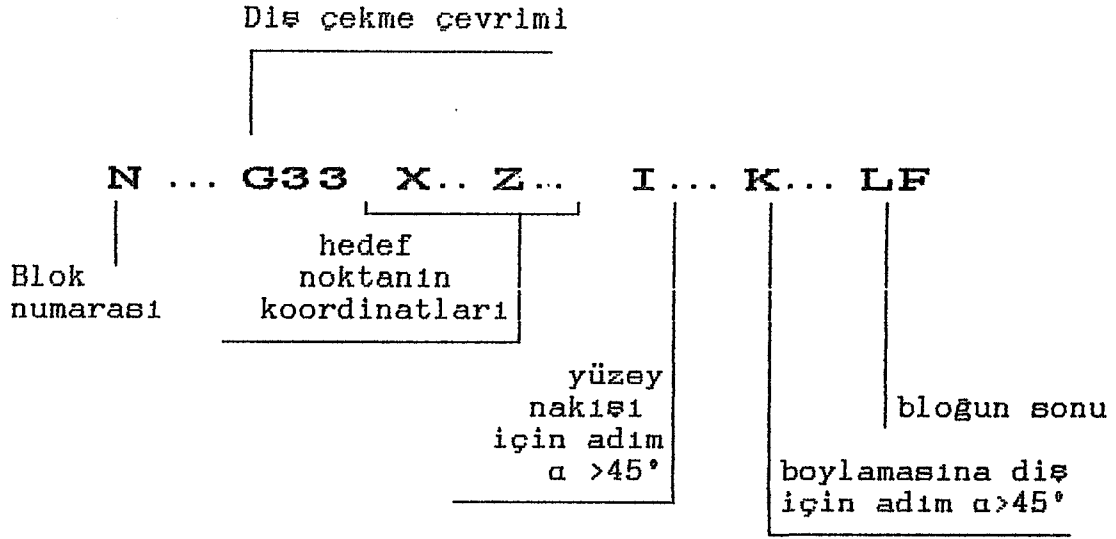 Diş çekme çevrimi
N ... G33 X.. Z... I... K... LF
Blok
numarası
hedef
noktanın
koordinatları
yüzey
nakışı
için adım
α >45°
boylamasına diş
için adım α>45°
bloğun sonu